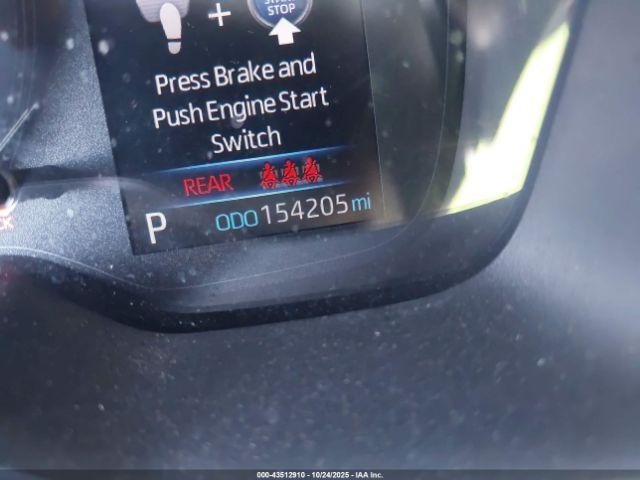 +
STOP
Press Brake and
Push Engine Start
Switch
REAR
P ODO 154205 mi
000-43512910 - 10/24/2025 - IAA Inc.